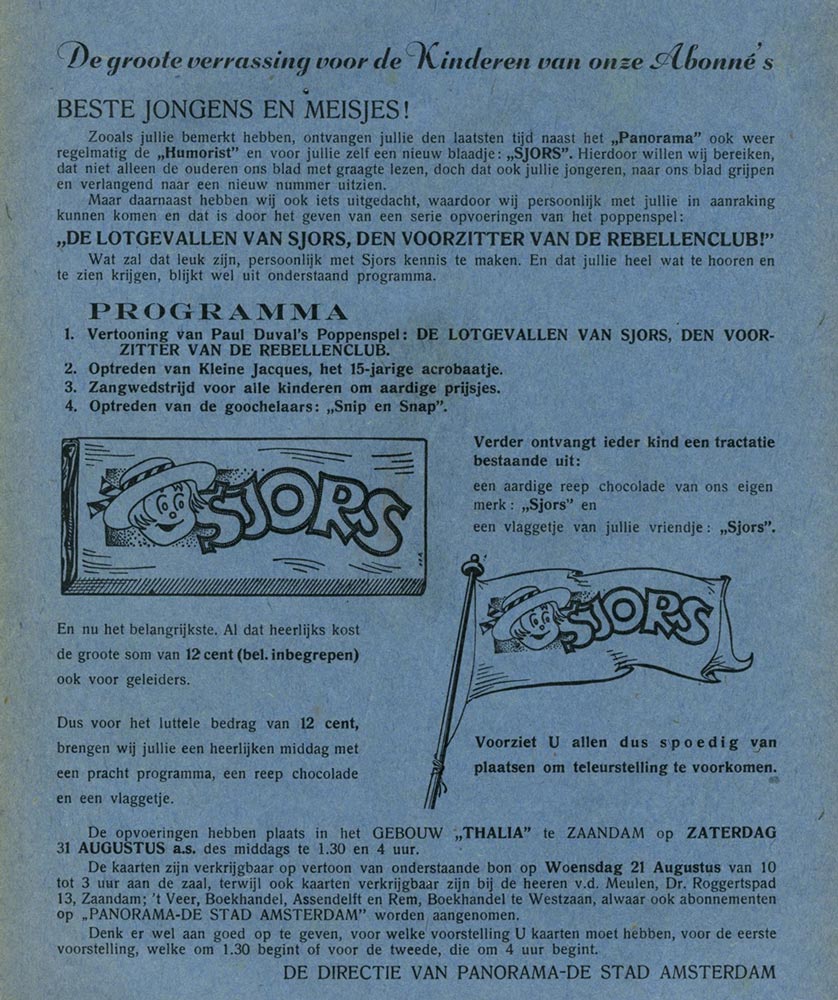 De groote verrassing voor de Kinderen van onze Abonné's
BESTE JONGENS EN MEISJES!
Zooals jullie bemerkt hebben, ontvangen jullie den laatsten tijd naast het „Panorama” ook weer
regelmatig de „Humorist” en voor jullie zelf een nieuw blaadje: „SJORS”. Hierdoor willen wij bereiken,
dat niet alleen de ouderen ons blad met graagte lezen, doch dat ook jullie jongeren, naar ons blad grijpen
en verlangend naar een nieuw nummer uitzien.
Maar daarnaast hebben wij ook iets uitgedacht, waardoor wij persoonlijk met jullie in aanraking
kunnen komen en dat is door het geven van een serie opvoeringen van het poppenspel:
„DE LOTGEVALLEN VAN SJORS, DEN VOORZITTER VAN DE REBELLENCLUB!”
Wat zal dat leuk zijn, persoonlijk met Sjors kennis te maken. En dat jullie heel wat te hooren en
te zien krijgen, blijkt wel uit onderstaand programma.
PROGRAMMA
1. Vertooning van Paul Duval's Poppenspel: DE LOTGEVALLEN VAN SJORS, DEN VOOR-
ZITTER VAN DE REBELLENCLUB.
2. Optreden van Kleine Jacques, het 15-jarige acrobaatje.
3. Zangwedstrijd voor alle kinderen om aardige prijsjes.
4. Optreden van de goochelaars: „Snip en Snap”.
SJORS
Verder ontvangt ieder kind een tractatie
bestaande uit:
een aardige reep chocolade van ons eigen
merk: „Sjors” en
een vlaggetje van jullie vriendje: „Sjors”.
SJORS
En nu het belangrijkste. Al dat heerlijks kost
de groote som van 12 cent (bel. inbegrepen)
ook voor geleiders.
Dus voor het luttele bedrag van 12 cent,
brengen wij jullie een heerlijken middag met
een pracht programma, een reep chocolade
en een vlaggetje.
Voorziet U allen dus spoedig van
plaatsen om teleurstelling te voorkomen.
De opvoeringen hebben plaats in het GEBOUW „THALIA” te ZAANDAM op ZATERDAG
31 AUGUSTUS a.s. des middags te 1.30 en 4 uur.
De kaarten zijn verkrijgbaar op vertoon van onderstaande bon op Woensdag 21 Augustus van 10
tot 3 uur aan de zaal, terwijl ook kaarten verkrijgbaar zijn bij de heeren v.d. Meulen, Dr. Roggertspad
13, Zaandam; 't Veer, Boekhandel, Assendelft en Rem, Boekhandel te Westzaan, alwaar ook abonnementen
op „PANORAMA-DE STAD AMSTERDAM” worden aangenomen.
Denk er wel aan goed op te geven, voor welke voorstelling U kaarten moet hebben, voor de eerste
voorstelling, welke om 1.30 begint of voor de tweede, die om 4 uur begint.
DE DIRECTIE VAN PANORAMA-DE STAD AMSTERDAM